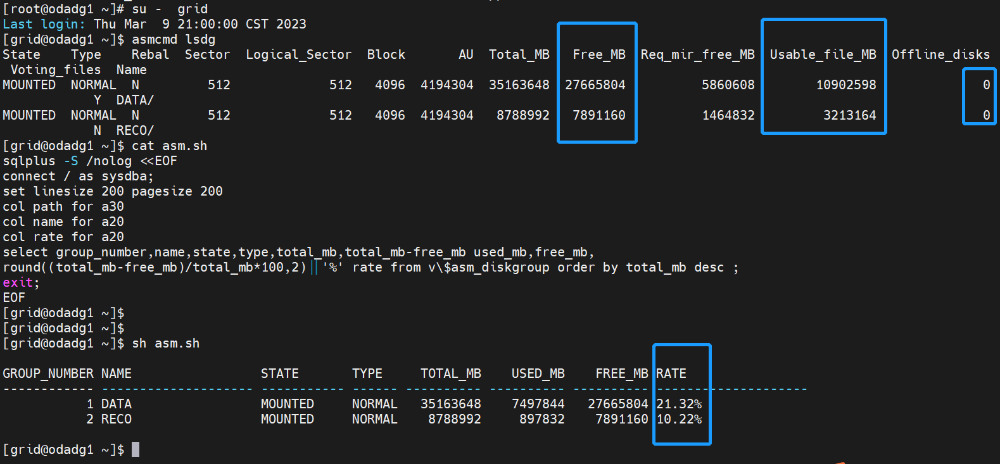 [root@odadg1 ~]# su -  grid
Last login: Thu Mar  9 21:00:00 CST 2023
[grid@odadg1 ~]$ asmcmd lsdg
State    Type    Rebal  Sector  Logical_Sector  Block       AU  Total_MB   Free_MB  Req_mir_free_MB  Usable_file_MB  Offline_disks
 Voting_files  Name
MOUNTED  NORMAL  N         512             512   4096  4194304  35163648  27665804          5860608        10902598              0
            Y  DATA/
MOUNTED  NORMAL  N         512             512   4096  4194304   8788992   7891160          1464832         3213164              0
            N  RECO/
[grid@odadg1 ~]$ cat asm.sh
sqlplus -S /nolog <<EOF
connect / as sysdba;
set linesize 200 pagesize 200
col path for a30
col name for a20
col rate for a20
select group_number,name,state,type,total_mb,total_mb-free_mb used_mb,free_mb,
round((total_mb-free_mb)/total_mb*100,2)||'%' rate from v\$asm_diskgroup order by total_mb desc ;
exit;
EOF
[grid@odadg1 ~]$
[grid@odadg1 ~]$
[grid@odadg1 ~]$ sh asm.sh
GROUP_NUMBER NAME                 STATE       TYPE     TOTAL_MB    USED_MB    FREE_MB RATE
------------ -------------------- ----------- ------ ---------- ---------- ---------- --------------------
           1 DATA                 MOUNTED     NORMAL   35163648    7497844   27665804 21.32%
           2 RECO                 MOUNTED     NORMAL    8788992     897832    7891160 10.22%
[grid@odadg1 ~]$